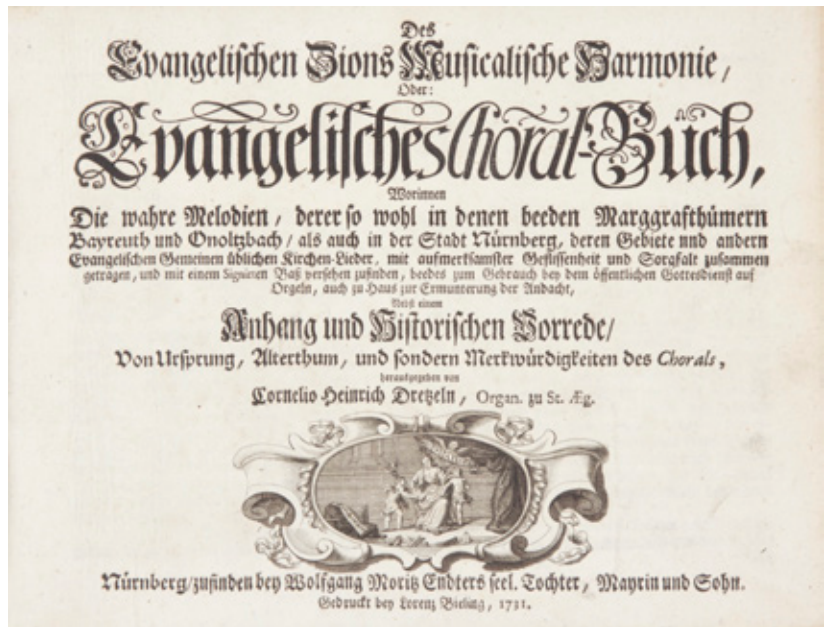 Des
Evangelischen Zions Musicalische Harmonie,
Oder:
Evangelisches Choral-Buch,
Worinnen
Die wahre Melodien, derer so wohl in denen beeden Marggrafthümern
Bayreuth und Onoltzbach, als auch in der Stadt Nürnberg, deren Gebiete und andern
Evangelischen Gemeinen üblichen Kirchen-Lieder, mit aufmerksamster Geflissenheit und Sorgfalt zusammen
getragen, und mit einem Signirten Baß versehen zufinden, beedes zum Gebrauch bey dem öffentlichen Gottesdienst auf
Orgeln, auch zu Haus zur Ermunterung der Andacht,
Nebst einem
Anhang und Historischen Vorrede,
Von Ursprung, Alterthum, und sondern Merkwürdigkeiten des Chorals,
herausgegeben von
Cornelio Heinrich Dretzeln, Organ. zu St. Æg.
Nürnberg, zufinden bey Wolfgang Moritz Endters seel. Tochter, Mayrin und Sohn.
Gedruckt bey Lorenz Bieling, 1731.